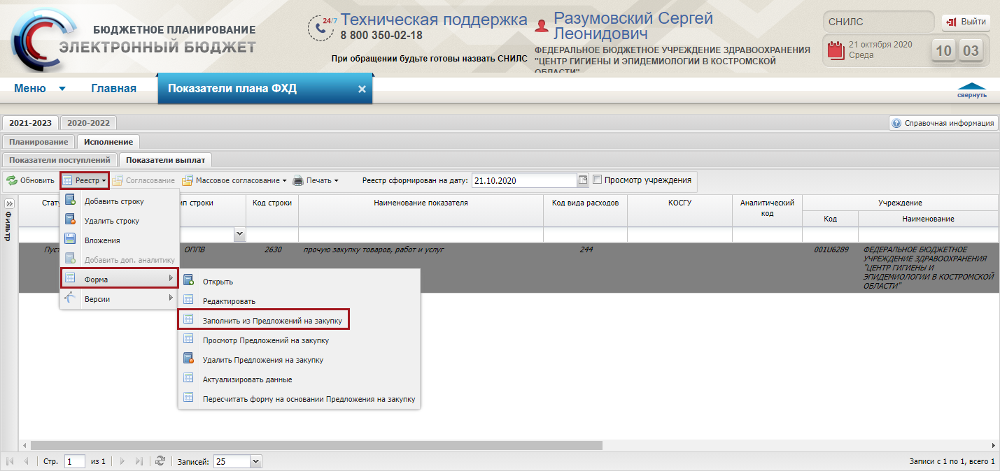 БЮДЖЕТНОЕ ПЛАНИРОВАНИЕ
ЭЛЕКТРОННЫЙ БЮДЖЕТ
24/7
Техническая поддержка
8 800 350-02-18
При обращении будьте готовы назвать СНИЛС
Разумовский Сергей
Леонидович
ФЕДЕРАЛЬНОЕ БЮДЖЕТНОЕ УЧРЕЖДЕНИЕ ЗДРАВООХРАНЕНИЯ
"ЦЕНТР ГИГИЕНЫ И ЭПИДЕМИОЛОГИИ В КОСТРОМСКОЙ
ОБЛАСТИ"
СНИЛС
Выйти
21 октября 2020
Среда
10 03
Меню
Главная
Показатели плана ФХД
свернуть
2021-2023
2020-2022
Справочная информация
Планирование
Исполнение
Показатели поступлений
Показатели выплат
Обновить
Реестр
Согласование
Массовое согласование
Печать
Реестр сформирован на дату:
21.10.2020
Просмотр учреждения
Фильтр
Стату
ип строки
Код строки
Наименование показателя
Код вида расходов
КОСГУ
Аналитический
код
Учреждение
Код
Наименование
Пуст
ОППВ
2630
прочую закупку товаров, работ и услуг
244
001U6289
ФЕДЕРАЛЬНОЕ БЮДЖЕТНОЕ
УЧРЕЖДЕНИЕ ЗДРАВООХРАНЕНИЯ
"ЦЕНТР ГИГИЕНЫ И
ЭПИДЕМИОЛОГИИ В КОСТРОМСКОЙ
ОБЛАСТИ"
Добавить строку
Удалить строку
Вложения
Добавить доп. аналитику
Форма
Версии
Открыть
Редактировать
Заполнить из Предложений на закупку
Просмотр Предложений на закупку
Удалить Предложения на закупку
Актуализировать данные
Пересчитать форму на основании Предложения на закупку
Стр.
1
из 1
Записей:
25
Записи с 1 по 1, всего 1